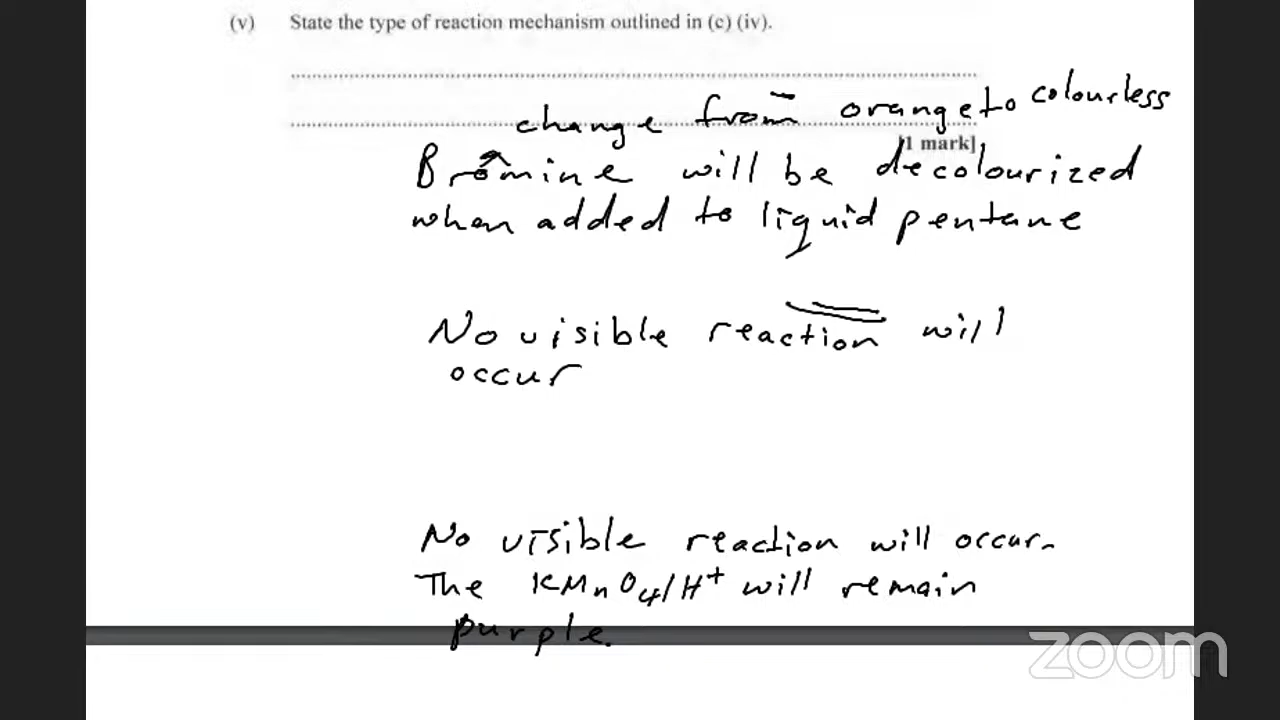 (v) State the type of reaction mechanism outlined in (c) (iv).
change from orange to colourless
[1 mark]
Bromine will be decolourized
when added to liquid pentane
No visible reaction will
occur
No visible reaction will occur.
The KMnO4/H+ will remain
purple.
zoom